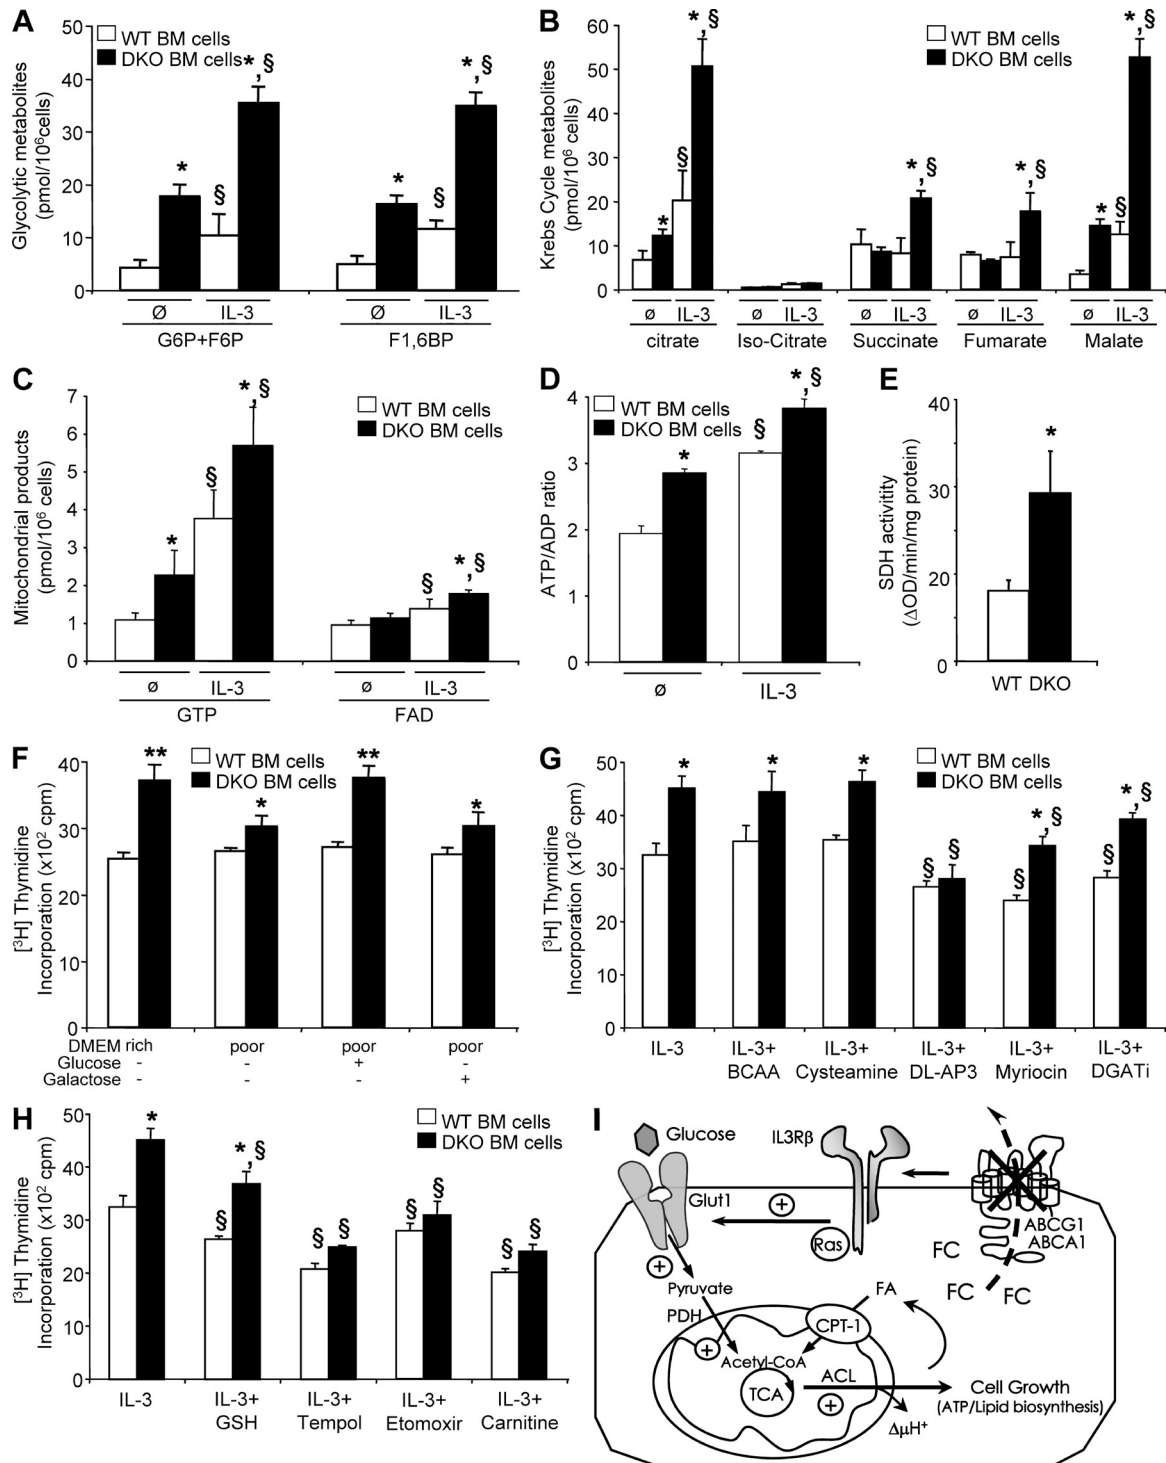 A
Glycolytic metabolites
(pmol/10⁶cells)
50
40
30
20
10
0
WT BM cells
DKO BM cells
*
§
*,§
*
§
*,§
Ø IL-3 Ø IL-3
G6P+F6P F1,6BP
B
Krebs Cycle metabolites
(pmol/10⁶ cells)
60
50
40
30
20
10
0
WT BM cells
DKO BM cells
*
§
*,§
*,§
*,§
*
§
*,§
ø IL-3 ø IL-3 ø IL-3 ø IL-3 ø IL-3
citrate Iso-Citrate Succinate Fumarate Malate
C
Mitochondrial products
(pmol/10⁶ cells)
7
6
5
4
3
2
1
0
WT BM cells
DKO BM cells
*
§
*,§
§
*,§
ø IL-3 ø IL-3
GTP FAD
D
ATP/ADP ratio
4
3
2
1
0
WT BM cells
DKO BM cells
*
§
*,§
ø IL-3
E
SDH activitity
(ΔOD/min/mg protein)
40
30
20
0
*
WT DKO
F
[³H] Thymidine
Incorporation (x10² cpm)
40
30
20
10
0
WT BM cells
DKO BM cells
**
*
**
*
DMEM rich poor poor poor
Glucose - - + -
Galactose - - - +
G
[³H] Thymidine
Incorporation (x10² cpm)
50
40
30
20
10
0
WT BM cells
DKO BM cells
*
*
*
§ §
§ *,§
§ *,§
IL-3 IL-3+ IL-3+ IL-3+ IL-3+ IL-3+
BCAA Cysteamine DL-AP3 Myriocin DGATi
H
[³H] Thymidine
Incorporation (x10² cpm)
50
40
30
20
10
0
WT BM cells
DKO BM cells
*
§ *,§
§ §
§ §
§ §
IL-3 IL-3+ IL-3+ IL-3+ IL-3+
GSH Tempol Etomoxir Carnitine
I
Glucose
IL3Rβ
Glut1
+
Ras
ABCG1
ABCA1
FC
FC
FC
+
Pyruvate
FA
PDH
CPT-1
+
Acetyl-CoA
ACL
TCA
+
Cell Growth
(ATP/Lipid biosynthesis)
ΔμH⁺